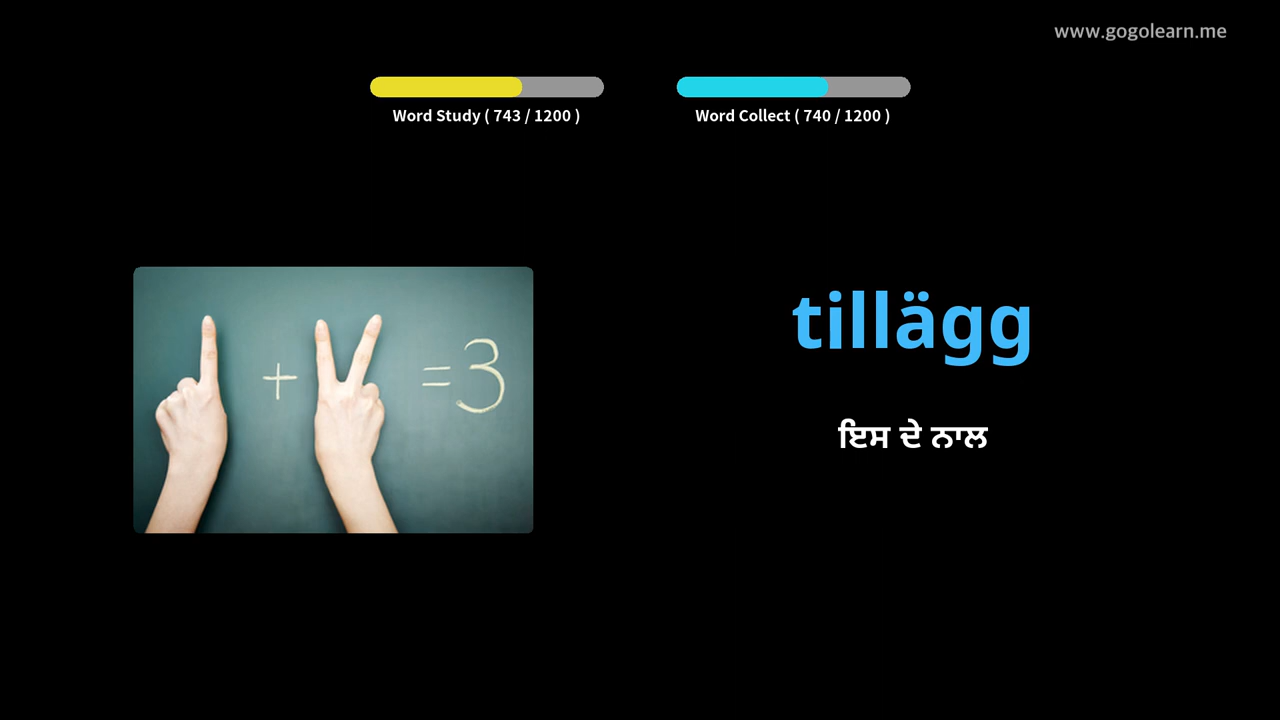 www.gogolearn.me
Word Study ( 743 / 1200 )
Word Collect ( 740 / 1200 )
+ = 3
tillägg
ਇਸ ਦੇ ਨਾਲ